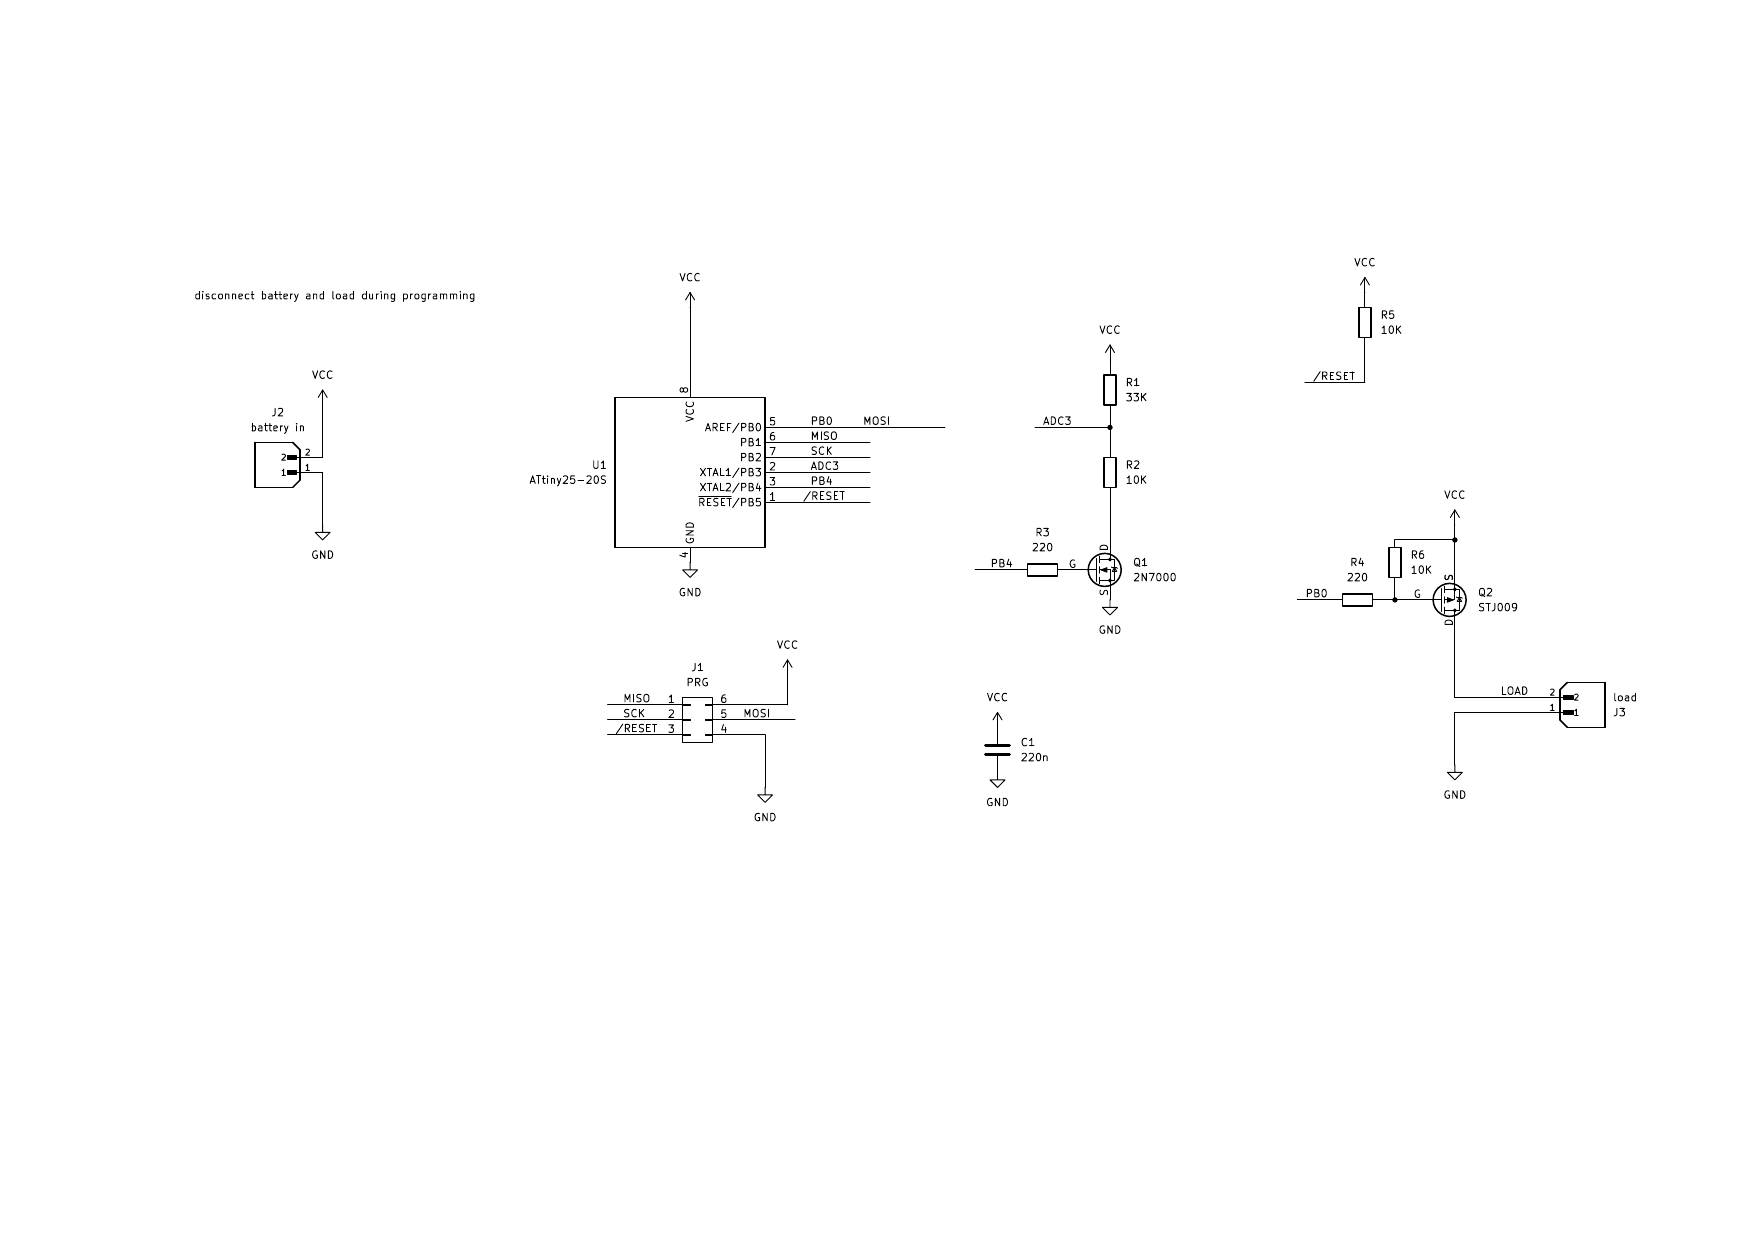 disconnect battery and load during programming
VCC
J2
battery in
2 2
1 1
GND
VCC
8
VCC
U1
ATtiny25-20S
AREF/PB0 5 PB0 MOSI
PB1 6 MISO
PB2 7 SCK
XTAL1/PB3 2 ADC3
XTAL2/PB4 3 PB4
RESET/PB5 1 /RESET
GND
4
GND
J1
PRG
VCC
MISO 1 6
SCK 2 5 MOSI
/RESET 3 4
GND
VCC
R1
33K
ADC3
R2
10K
R3
220
PB4
G
D
S
Q1
2N7000
GND
VCC
C1
220n
GND
VCC
R5
10K
/RESET
VCC
R6
10K
R4
220
PB0
G
S
D
Q2
STJ009
LOAD 2 2
1 1
load
J3
GND